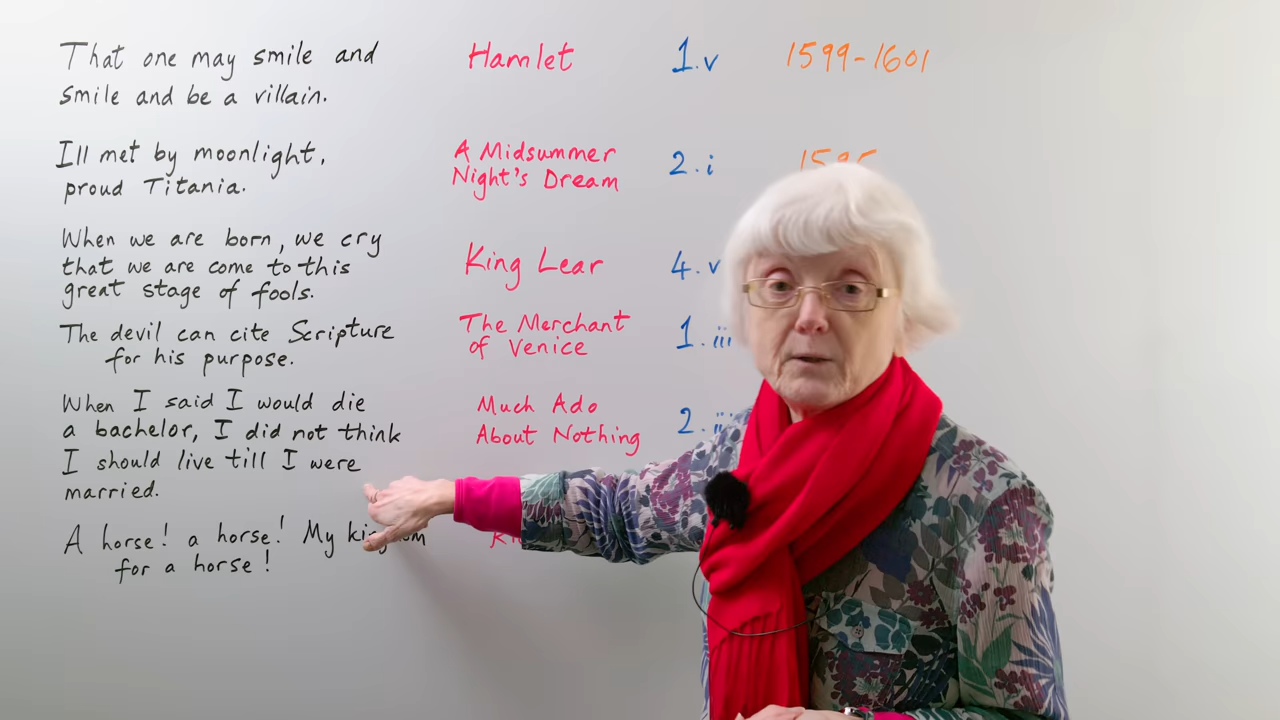 That one may smile and Hamlet 1.v 1599-1601
smile and be a villain.
Ill met by moonlight, A Midsummer 2.i
proud Titania. Night's Dream
When we are born, we cry
that we are come to this King Lear 4.v
great stage of fools.
The devil can cite Scripture The Merchant 1.iii
for his purpose. of Venice
When I said I would die Much Ado
a bachelor, I did not think About Nothing
I should live till I were
married.
A horse! a horse! My
for a horse!